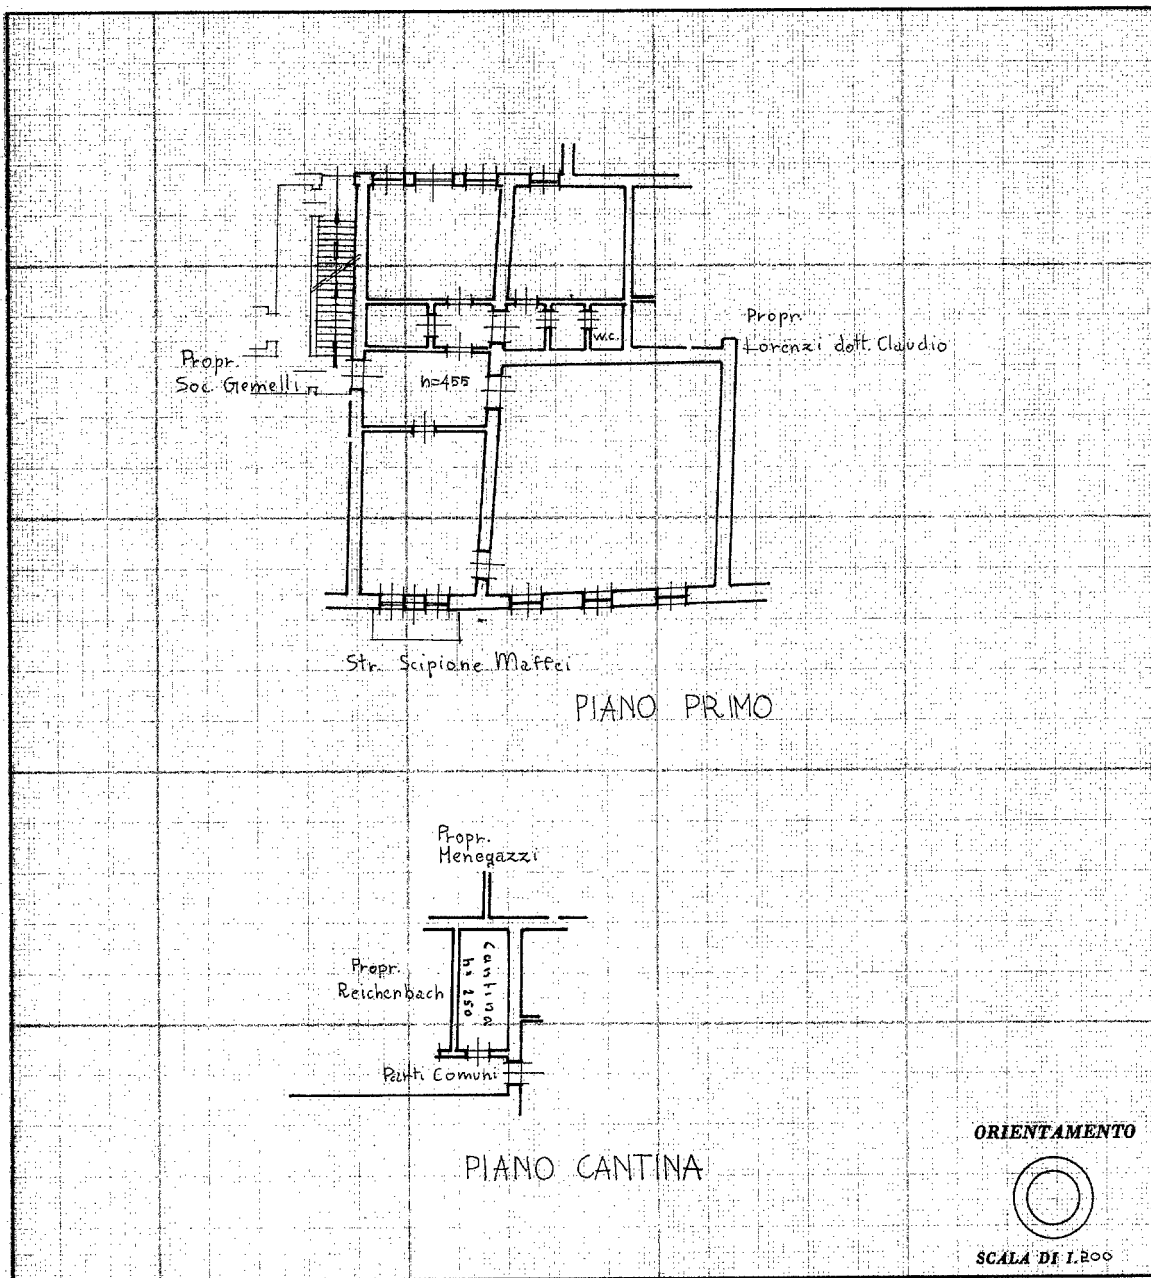 W.C.
Propr.
Lorenzi dott. Claudio
Propr.
Soc. Gemelli
h=455
Str. Scipione Maffei
PIANO PRIMO
Propr.
Menegazzi
Propr.
Reichenbach
Cantina
h= 250
Parti Comuni
PIANO CANTINA
ORIENTAMENTO
SCALA DI 1.200